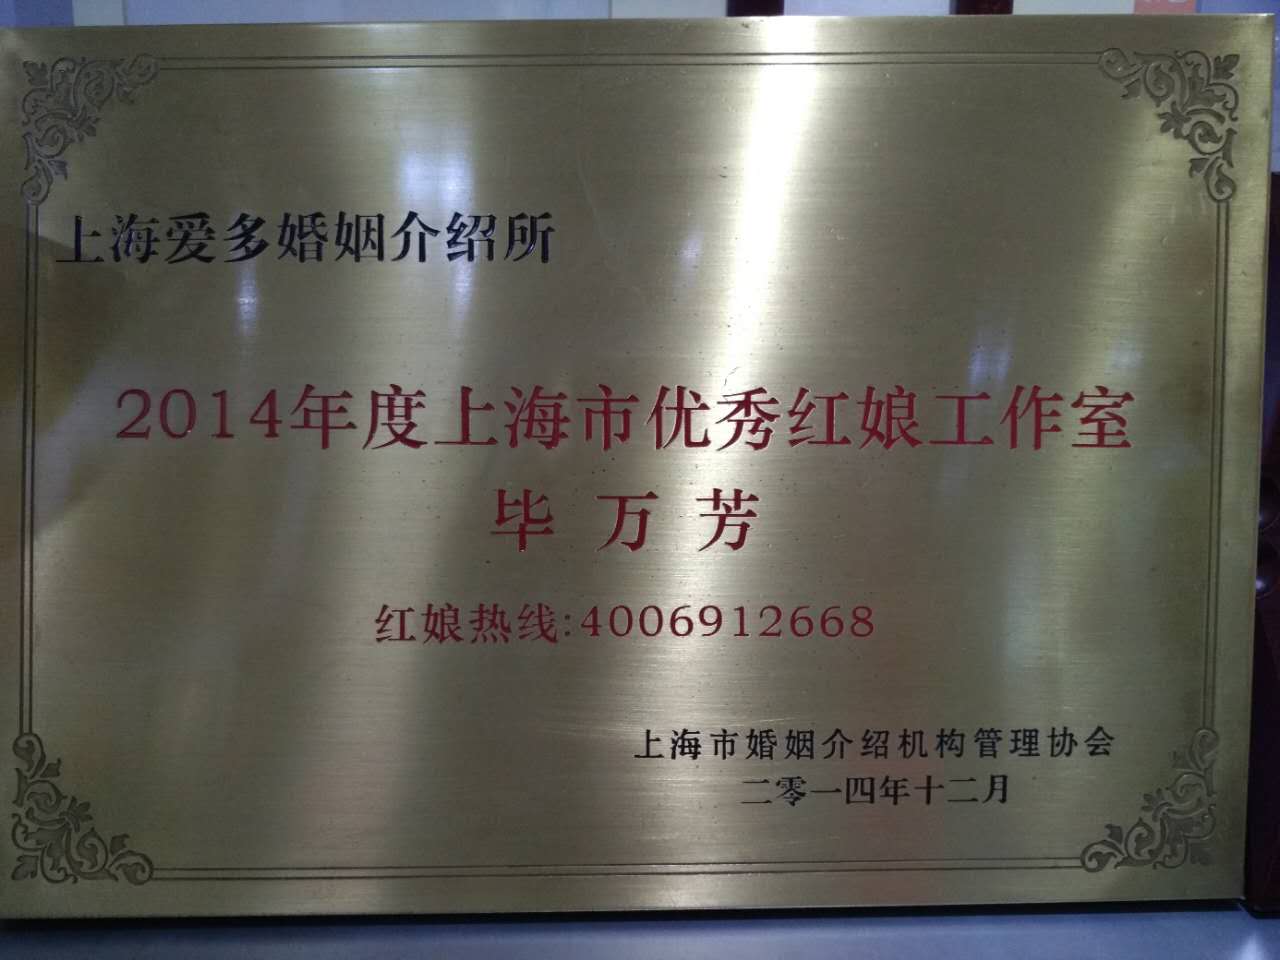 上海爱多婚姻介绍所
2014年度上海市优秀红娘工作室
毕万芳
红娘热线:4006912668
上海市婚姻介绍机构管理协会
二零一四年十二月